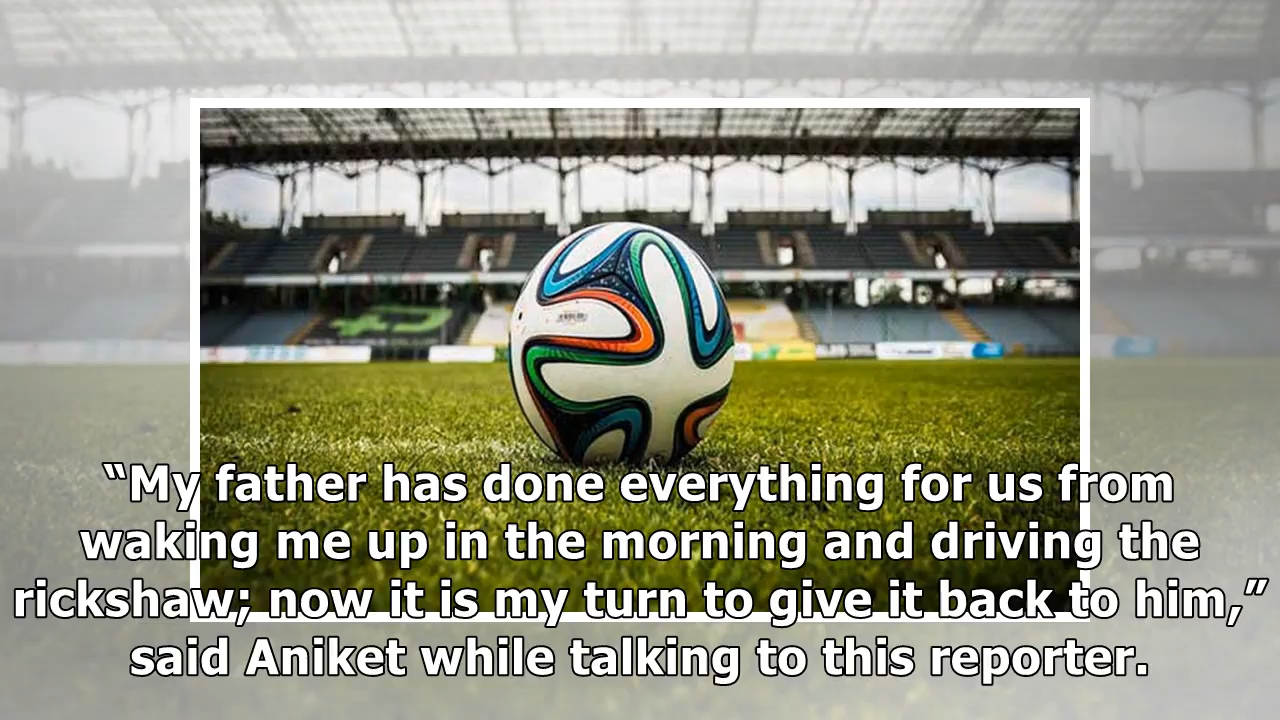 “My father has done everything for us from
waking me up in the morning and driving the
rickshaw; now it is my turn to give it back to him,”
said Aniket while talking to this reporter.